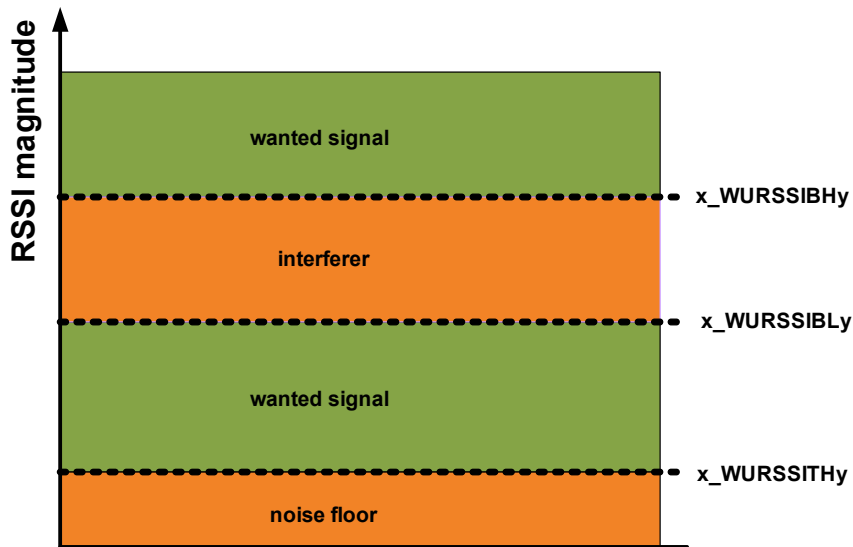 RSSI magnitude
wanted signal
x_WURSSIBHy
interferer
x_WURSSIBLy
wanted signal
x_WURSSITHy
noise floor